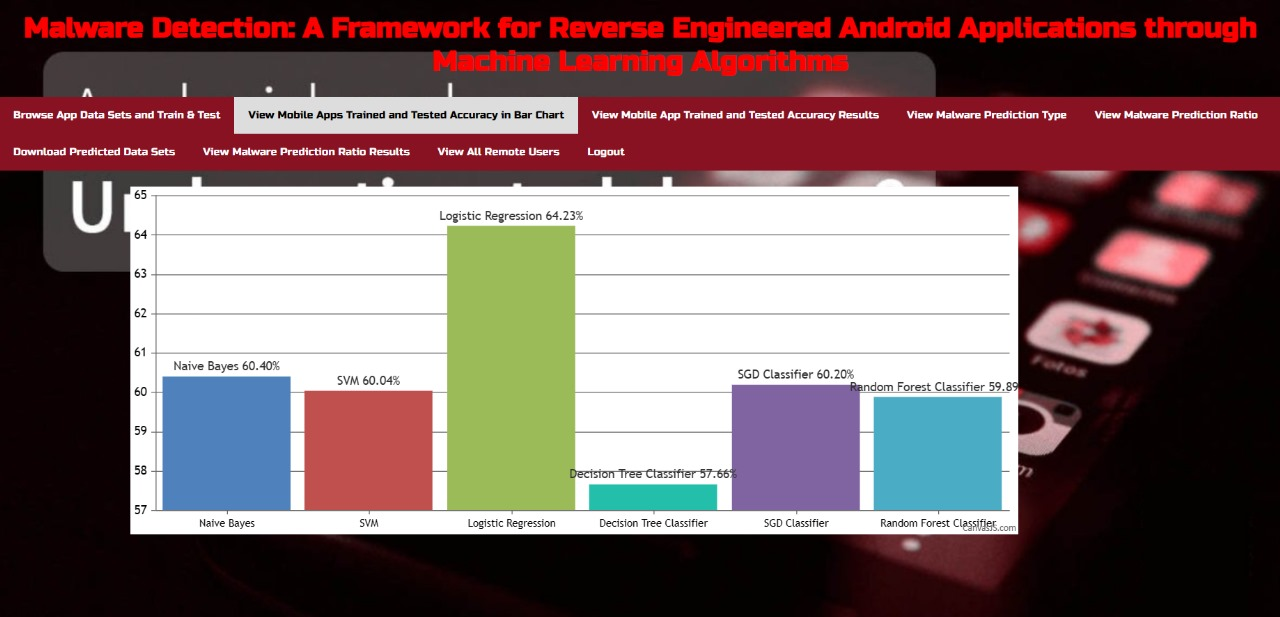 Malware Detection: A Framework for Reverse Engineered Android Applications through
Machine Learning Algorithms
Browse App Data Sets and Train & Test
View Mobile Apps Trained and Tested Accuracy in Bar Chart
View Mobile App Trained and Tested Accuracy Results
View Malware Prediction Type
View Malware Prediction Ratio
Download Predicted Data Sets
View Malware Prediction Ratio Results
View All Remote Users
Logout
65
64
63
62
61
60
59
58
57
Logistic Regression 64.23%
Naive Bayes 60.40%
SVM 60.04%
SGD Classifier 60.20%
Random Forest Classifier 59.89
Decision Tree Classifier 57.66%
Naive Bayes
SVM
Logistic Regression
Decision Tree Classifier
SGD Classifier
Random Forest Classifier
CanvasJS.com
Fotos